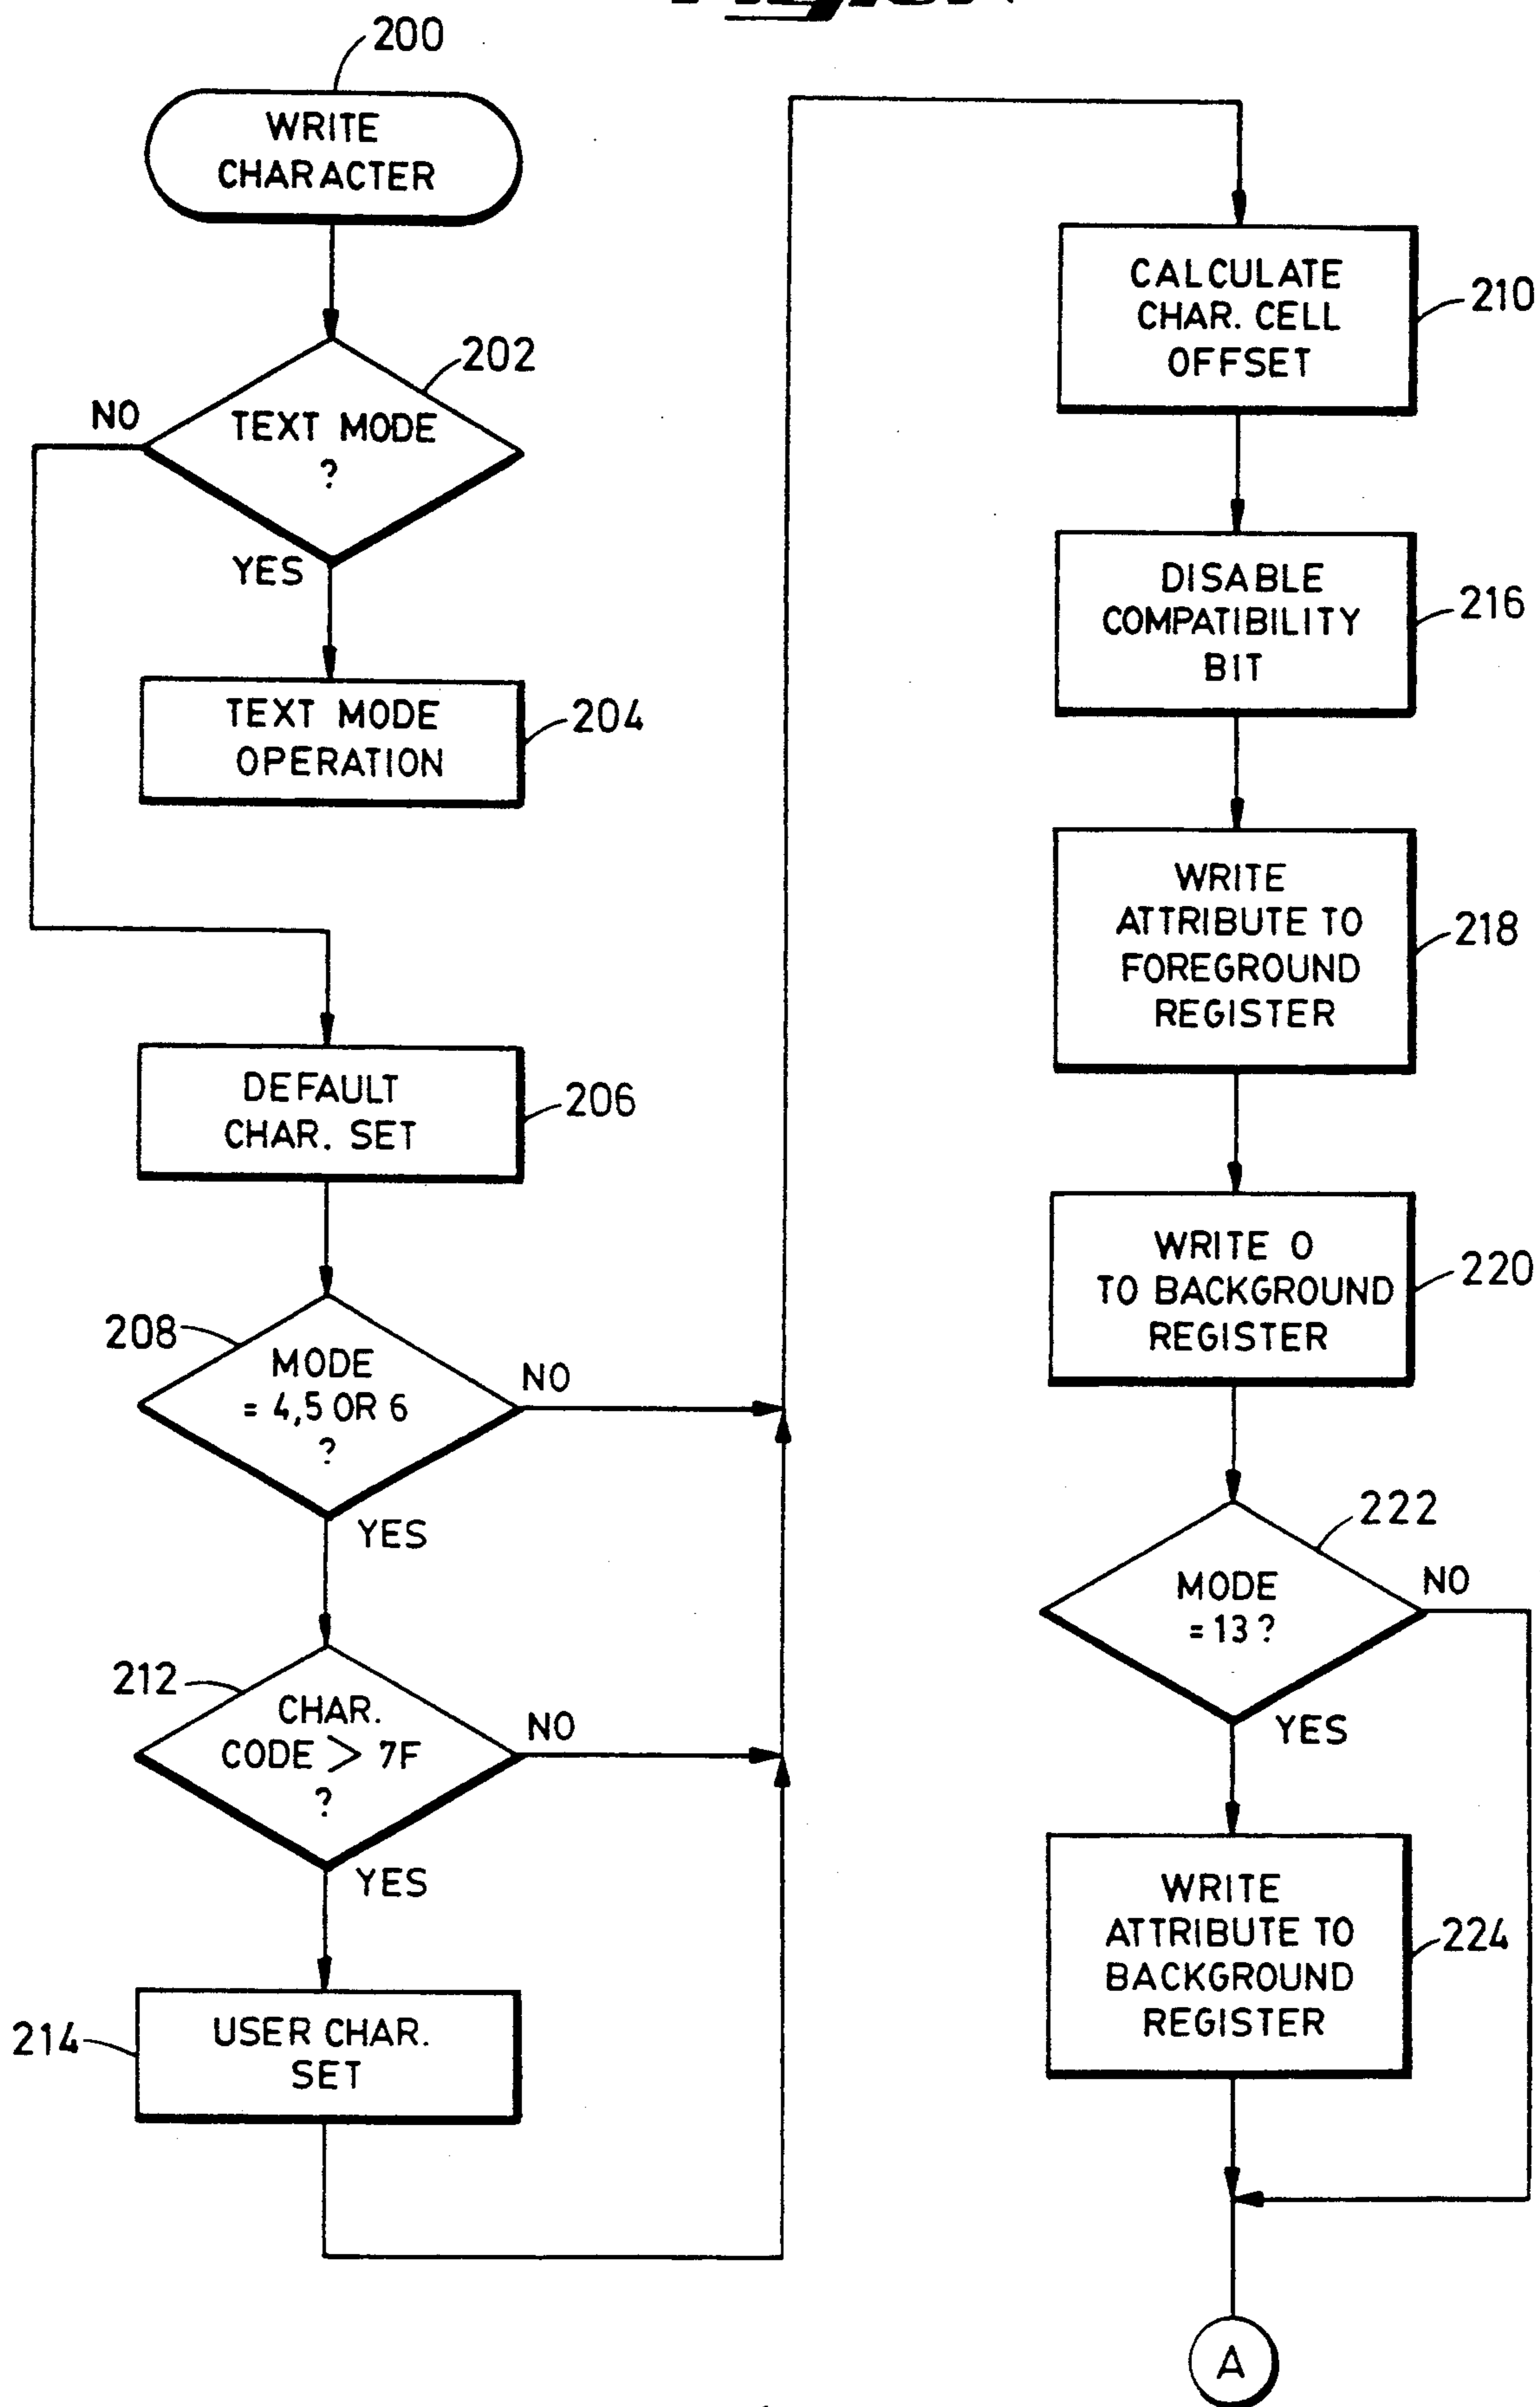 200
WRITE
CHARACTER
202
NO
TEXT MODE
?
YES
TEXT MODE
OPERATION
204
DEFAULT
CHAR. SET
206
208
MODE
= 4,5 OR 6
?
NO
YES
212
CHAR.
CODE > 7F
?
NO
YES
214
USER CHAR.
SET
CALCULATE
CHAR. CELL
OFFSET
210
DISABLE
COMPATIBILITY
BIT
216
WRITE
ATTRIBUTE TO
FOREGROUND
REGISTER
218
WRITE 0
TO BACKGROUND
REGISTER
220
222
MODE
= 13 ?
NO
YES
WRITE
ATTRIBUTE TO
BACKGROUND
REGISTER
224
A